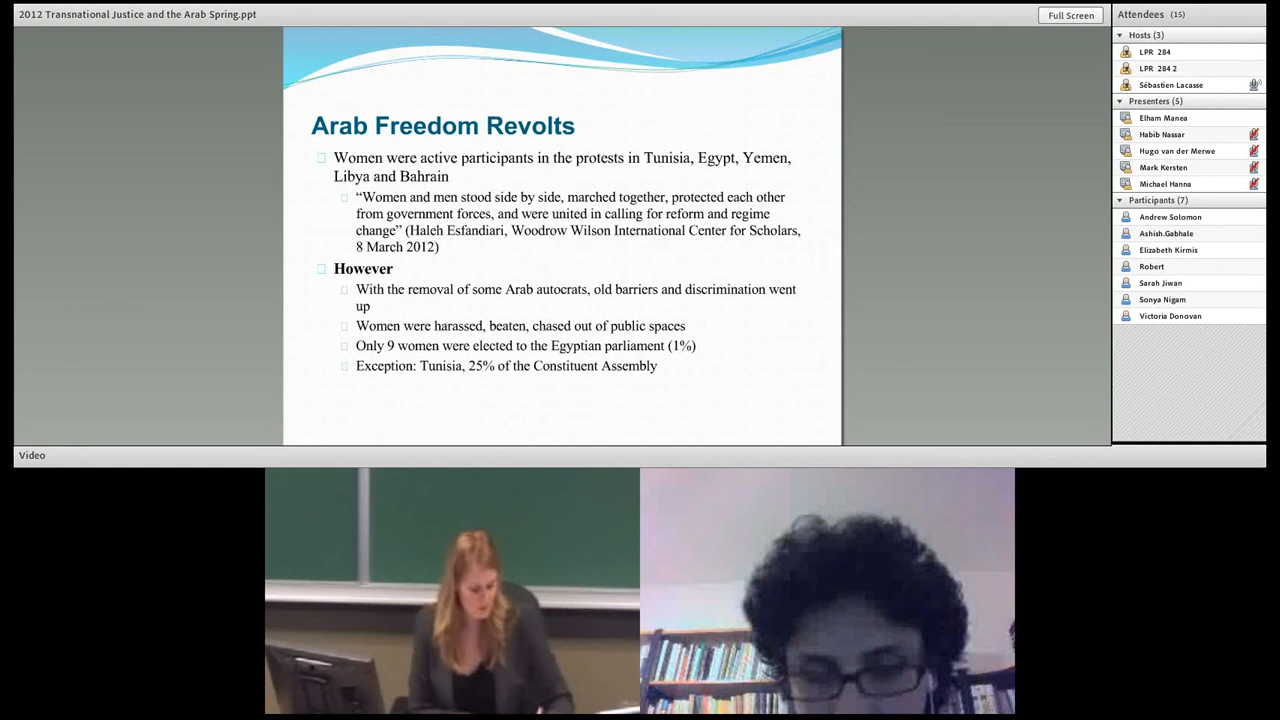 2012 Transnational Justice and the Arab Spring.ppt
Full Screen
Arab Freedom Revolts
Women were active participants in the protests in Tunisia, Egypt, Yemen,
Libya and Bahrain
“Women and men stood side by side, marched together, protected each other
from government forces, and were united in calling for reform and regime
change” (Haleh Esfandiari, Woodrow Wilson International Center for Scholars,
8 March 2012)
However
With the removal of some Arab autocrats, old barriers and discrimination went
up
Women were harassed, beaten, chased out of public spaces
Only 9 women were elected to the Egyptian parliament (1%)
Exception: Tunisia, 25% of the Constituent Assembly
Attendees (15)
Hosts (3)
LPR 284
LPR 284 2
Sébastien Lacasse
Presenters (5)
Elham Manea
Habib Nassar
Hugo van der Merwe
Mark Kersten
Michael Hanna
Participants (7)
Andrew Solomon
Ashish.Gabhale
Elizabeth Kirmis
Robert
Sarah Jiwan
Sonya Nigam
Victoria Donovan
Video